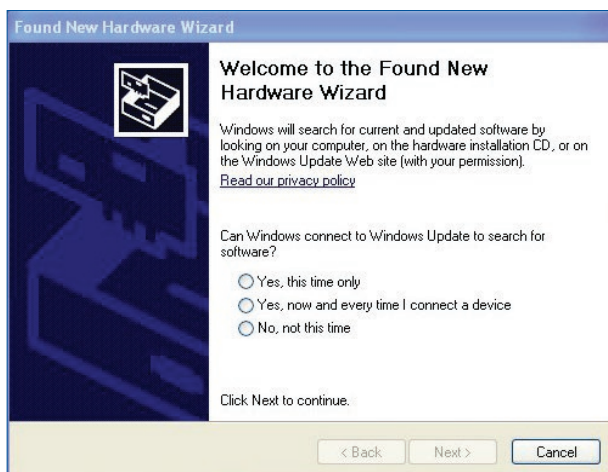 Found New Hardware Wizard
Welcome to the Found New
Hardware Wizard
Windows will search for current and updated software by
looking on your computer, on the hardware installation CD, or on
the Windows Update Web site (with your permission).
Read our privacy policy
Can Windows connect to Windows Update to search for
software?
Yes, this time only
Yes, now and every time I connect a device
No, not this time
Click Next to continue.
< Back Next > Cancel